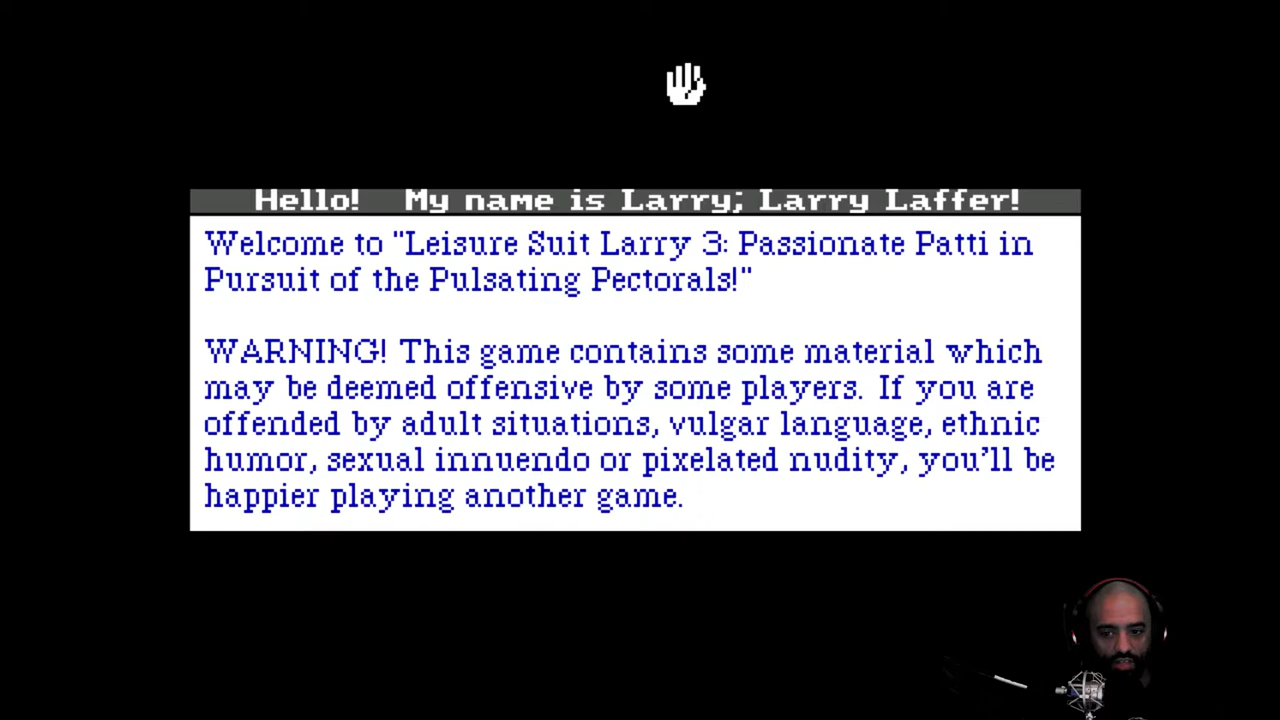 Hello! My name is Larry; Larry Laffer!
Welcome to "Leisure Suit Larry 3: Passionate Patti in
Pursuit of the Pulsating Pectorals!"
WARNING! This game contains some material which
may be deemed offensive by some players. If you are
offended by adult situations, vulgar language, ethnic
humor, sexual innuendo or pixelated nudity, you'll be
happier playing another game.